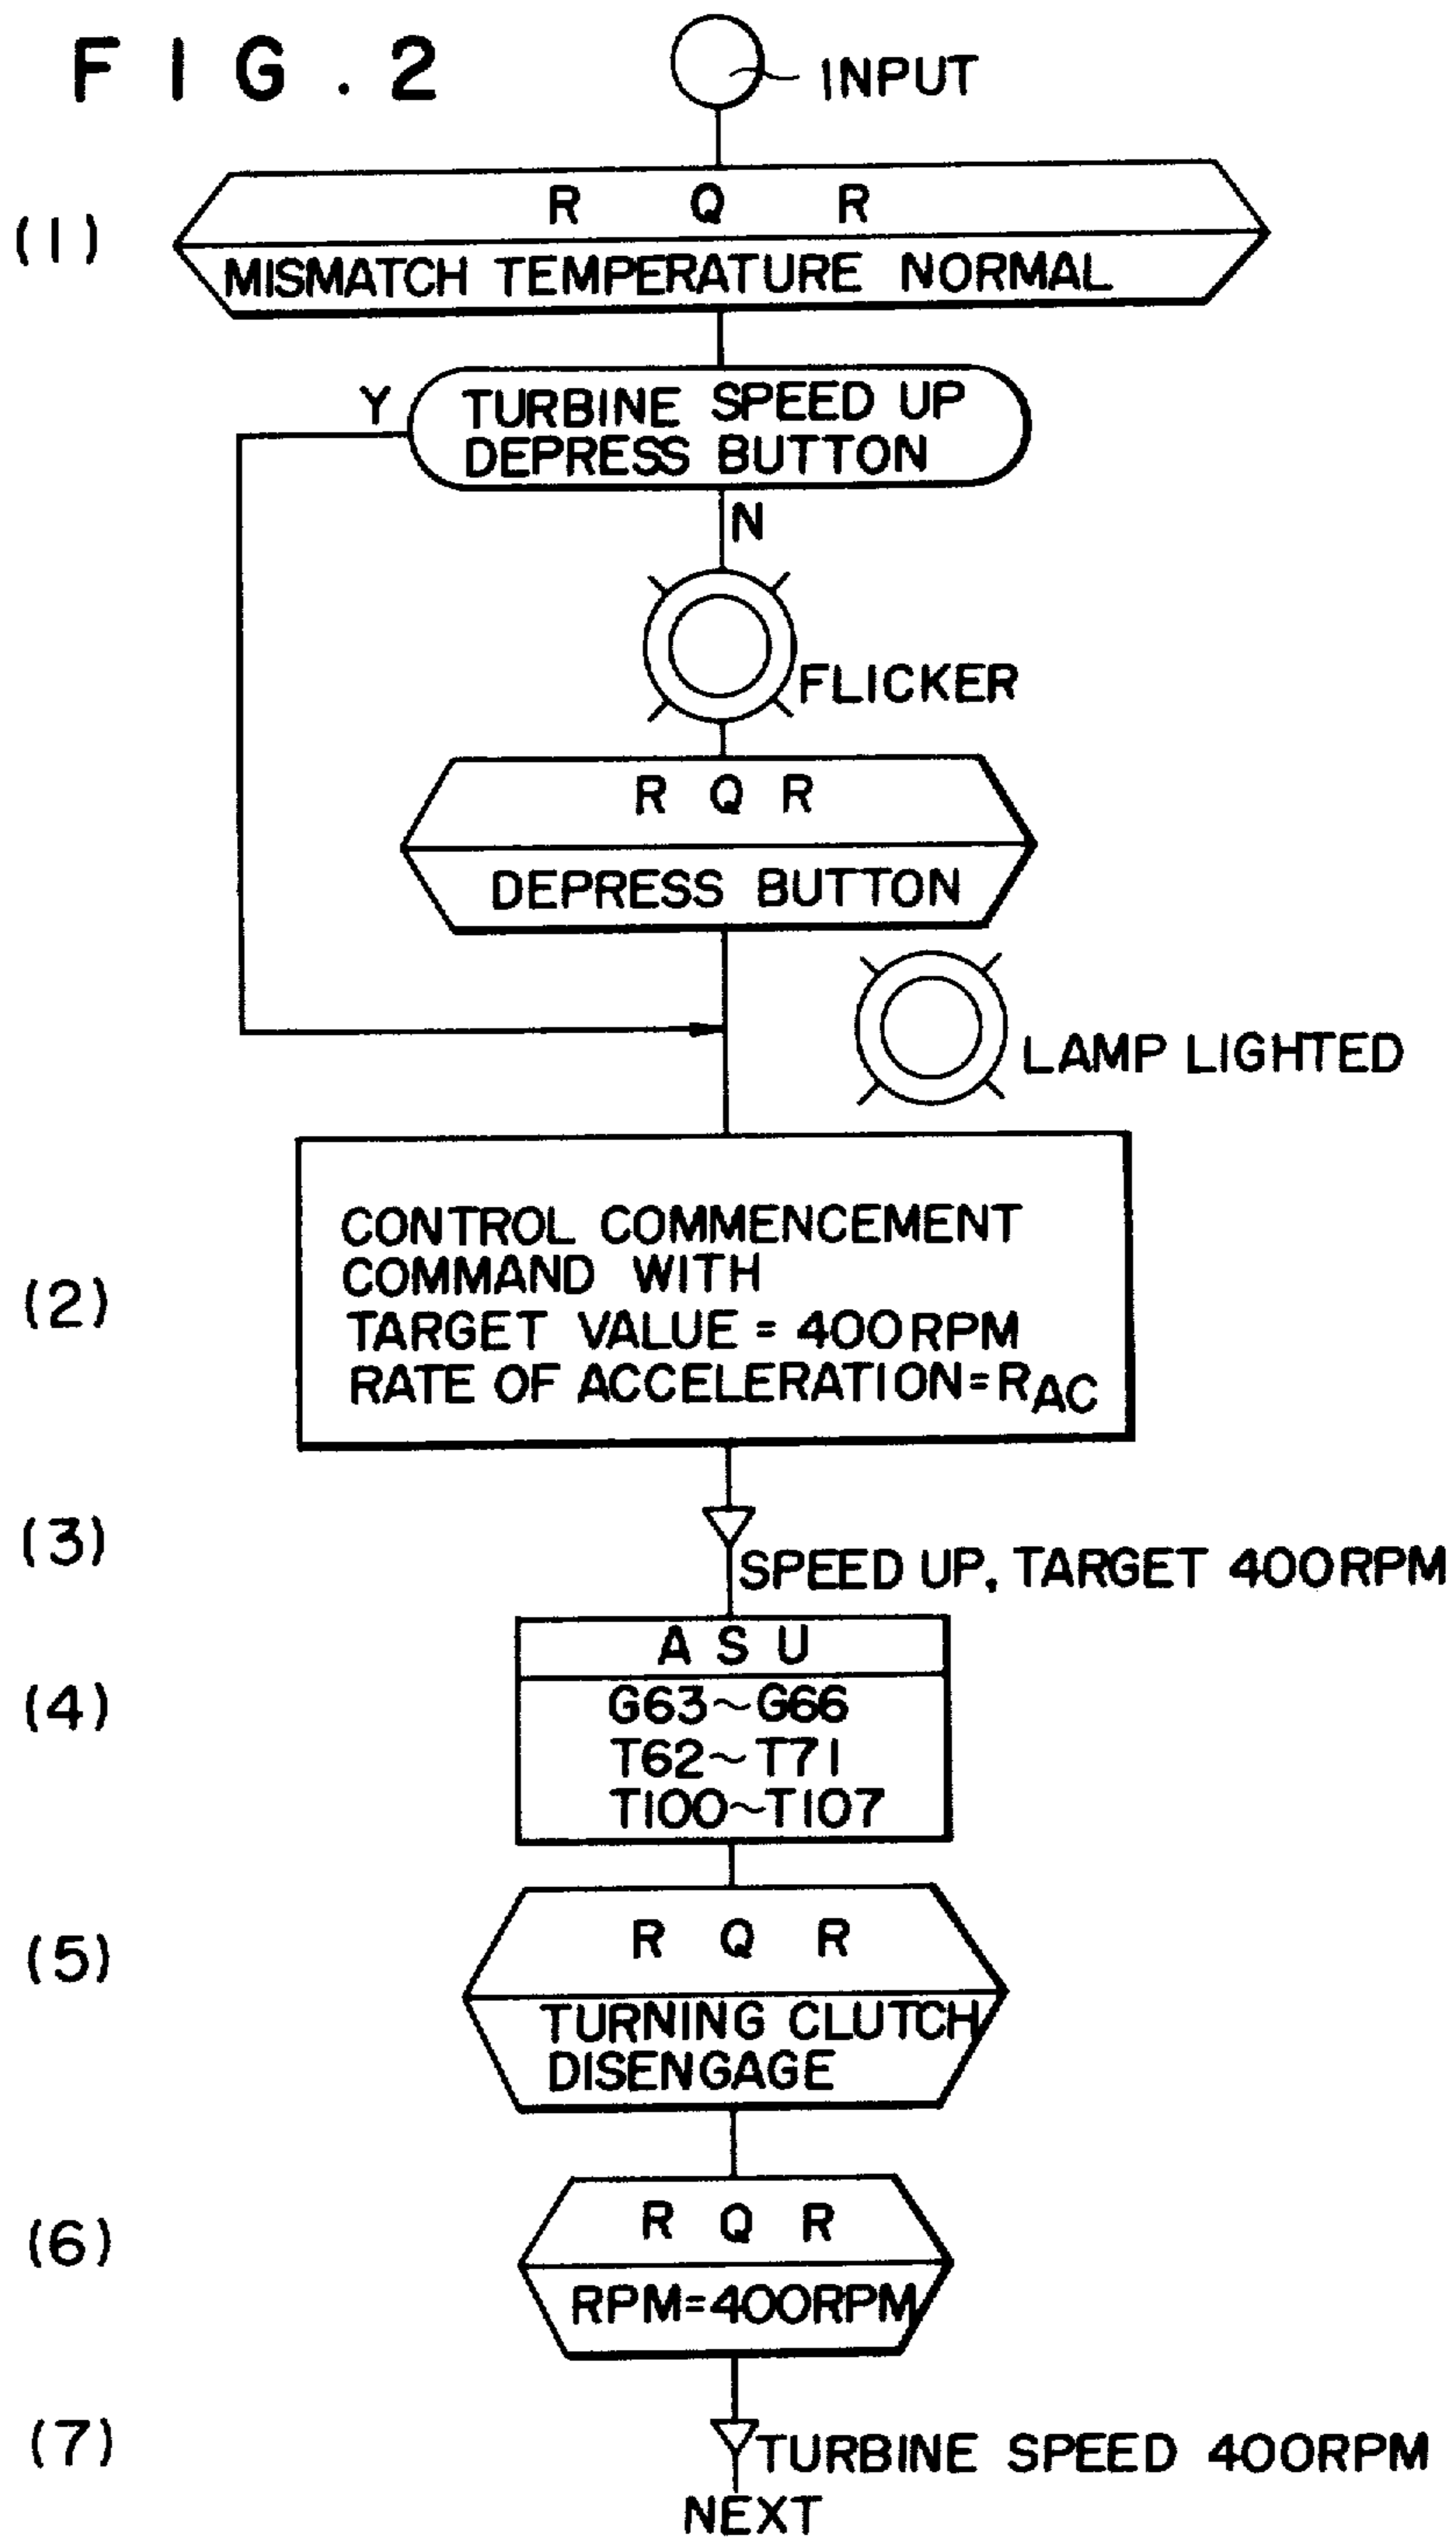 FIG. 2
INPUT
(1)
R Q R
MISMATCH TEMPERATURE NORMAL
Y
TURBINE SPEED UP
DEPRESS BUTTON
N
FLICKER
R Q R
DEPRESS BUTTON
LAMP LIGHTED
(2)
CONTROL COMMENCEMENT
COMMAND WITH
TARGET VALUE = 400RPM
RATE OF ACCELERATION=RAC
(3)
SPEED UP, TARGET 400RPM
(4)
A S U
G63~G66
T62~T71
T100~T107
(5)
R Q R
TURNING CLUTCH
DISENGAGE
(6)
R Q R
RPM=400RPM
(7)
TURBINE SPEED 400RPM
NEXT